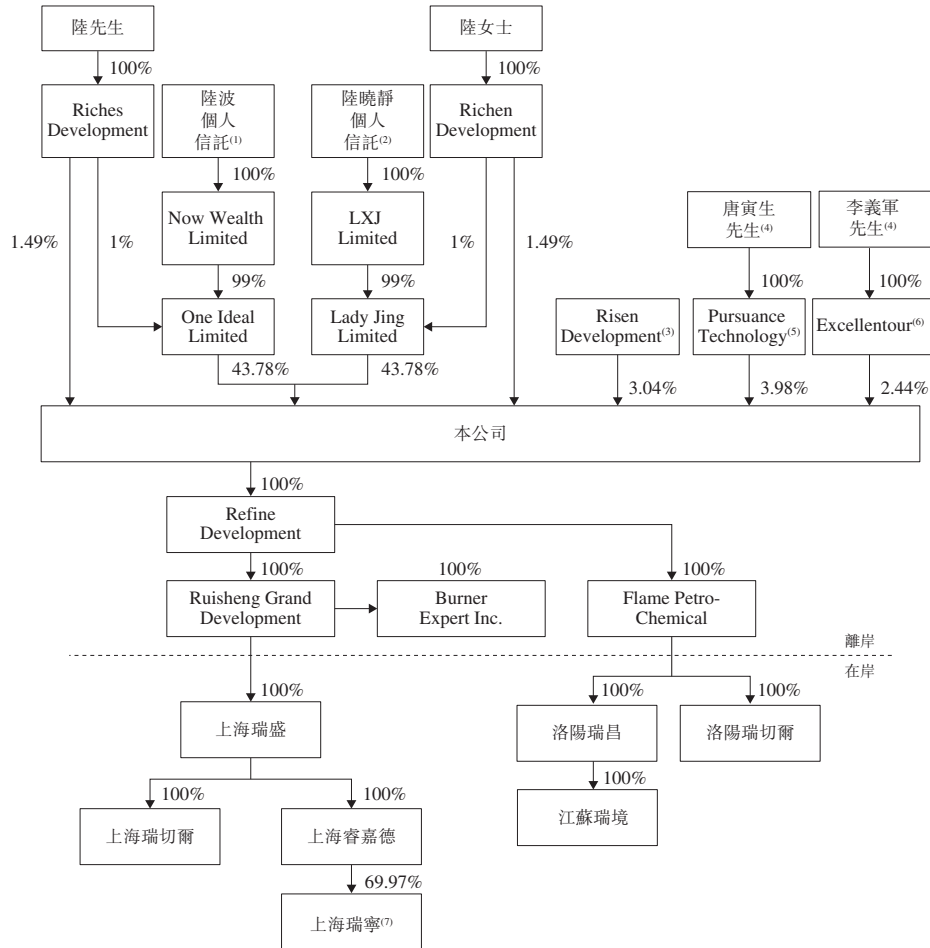 陸先生
陸女士
100%
100%
Riches
Development
陸波
個人
信託(1)
陸曉靜
個人
信託(2)
Richen
Development
100%
100%
唐寅生
先生(4)
李義軍
先生(4)
Now Wealth
Limited
LXJ
Limited
1.49%
1%
1%
1.49%
99%
99%
100%
100%
One Ideal
Limited
Lady Jing
Limited
Risen
Development(3)
Pursuance
Technology(5)
Excellentour(6)
43.78%
43.78%
3.04%
3.98%
2.44%
本公司
100%
Refine
Development
100%
100%
100%
Ruisheng Grand
Development
Burner
Expert Inc.
Flame Petro-
Chemical
離岸
在岸
100%
100%
100%
上海瑞盛
洛陽瑞昌
洛陽瑞切爾
100%
100%
100%
上海瑞切爾
上海睿嘉德
江蘇瑞境
69.97%
上海瑞寧(7)